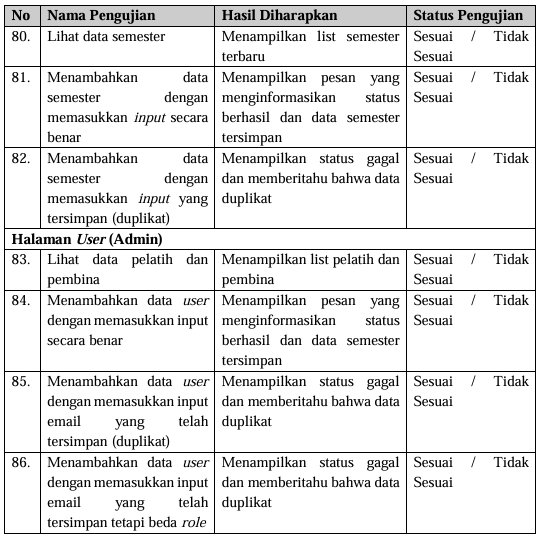 No Nama Pengujian Hasil Diharapkan Status Pengujian
80. Lihat data semester Menampilkan list semester Sesuai / Tidak
terbaru Sesuai
81. Menambahkan data Menampilkan pesan yang Sesuai / Tidak
semester dengan menginformasikan status Sesuai
memasukkan input secara berhasil dan data semester
benar tersimpan
82. Menambahkan data Menampilkan status gagal Sesuai / Tidak
semester dengan dan memberitahu bahwa data Sesuai
memasukkan input yang duplikat
tersimpan (duplikat)
Halaman User (Admin)
83. Lihat data pelatih dan Menampilkan list pelatih dan Sesuai / Tidak
pembina pembina Sesuai
84. Menambahkan data user Menampilkan pesan yang Sesuai / Tidak
dengan memasukkan input menginformasikan status Sesuai
secara benar berhasil dan data semester
tersimpan
85. Menambahkan data user Menampilkan status gagal Sesuai / Tidak
dengan memasukkan input dan memberitahu bahwa data Sesuai
email yang telah duplikat
tersimpan (duplikat)
86. Menambahkan data user Menampilkan status gagal Sesuai / Tidak
dengan memasukkan input dan memberitahu bahwa data Sesuai
email yang telah duplikat
tersimpan tetapi beda role